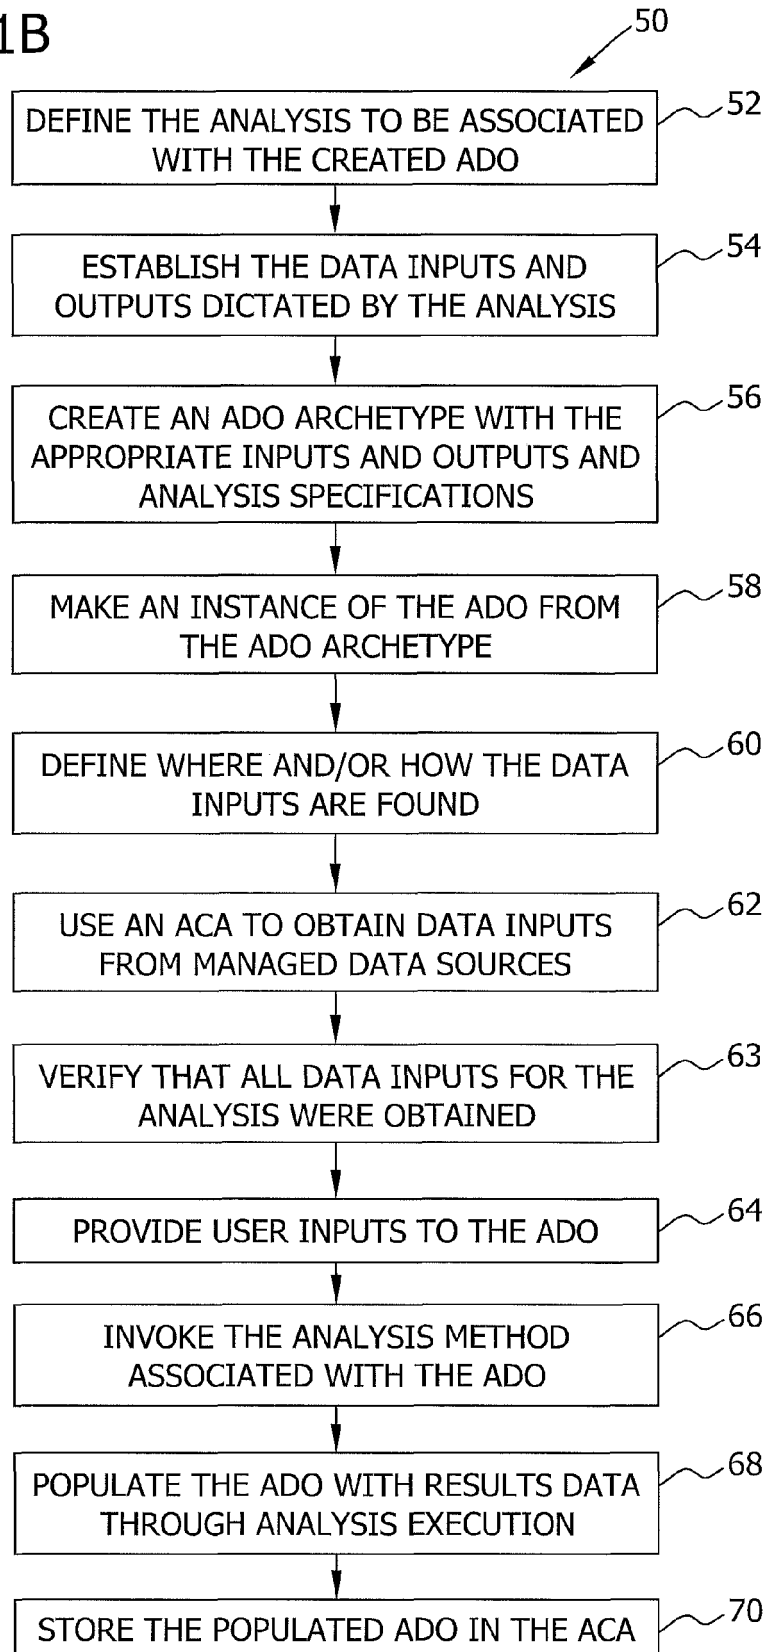 1B
50
DEFINE THE ANALYSIS TO BE ASSOCIATED
WITH THE CREATED ADO
52
ESTABLISH THE DATA INPUTS AND
OUTPUTS DICTATED BY THE ANALYSIS
54
CREATE AN ADO ARCHETYPE WITH THE
APPROPRIATE INPUTS AND OUTPUTS AND
ANALYSIS SPECIFICATIONS
56
MAKE AN INSTANCE OF THE ADO FROM
THE ADO ARCHETYPE
58
DEFINE WHERE AND/OR HOW THE DATA
INPUTS ARE FOUND
60
USE AN ACA TO OBTAIN DATA INPUTS
FROM MANAGED DATA SOURCES
62
VERIFY THAT ALL DATA INPUTS FOR THE
ANALYSIS WERE OBTAINED
63
PROVIDE USER INPUTS TO THE ADO
64
INVOKE THE ANALYSIS METHOD
ASSOCIATED WITH THE ADO
66
POPULATE THE ADO WITH RESULTS DATA
THROUGH ANALYSIS EXECUTION
68
STORE THE POPULATED ADO IN THE ACA
70